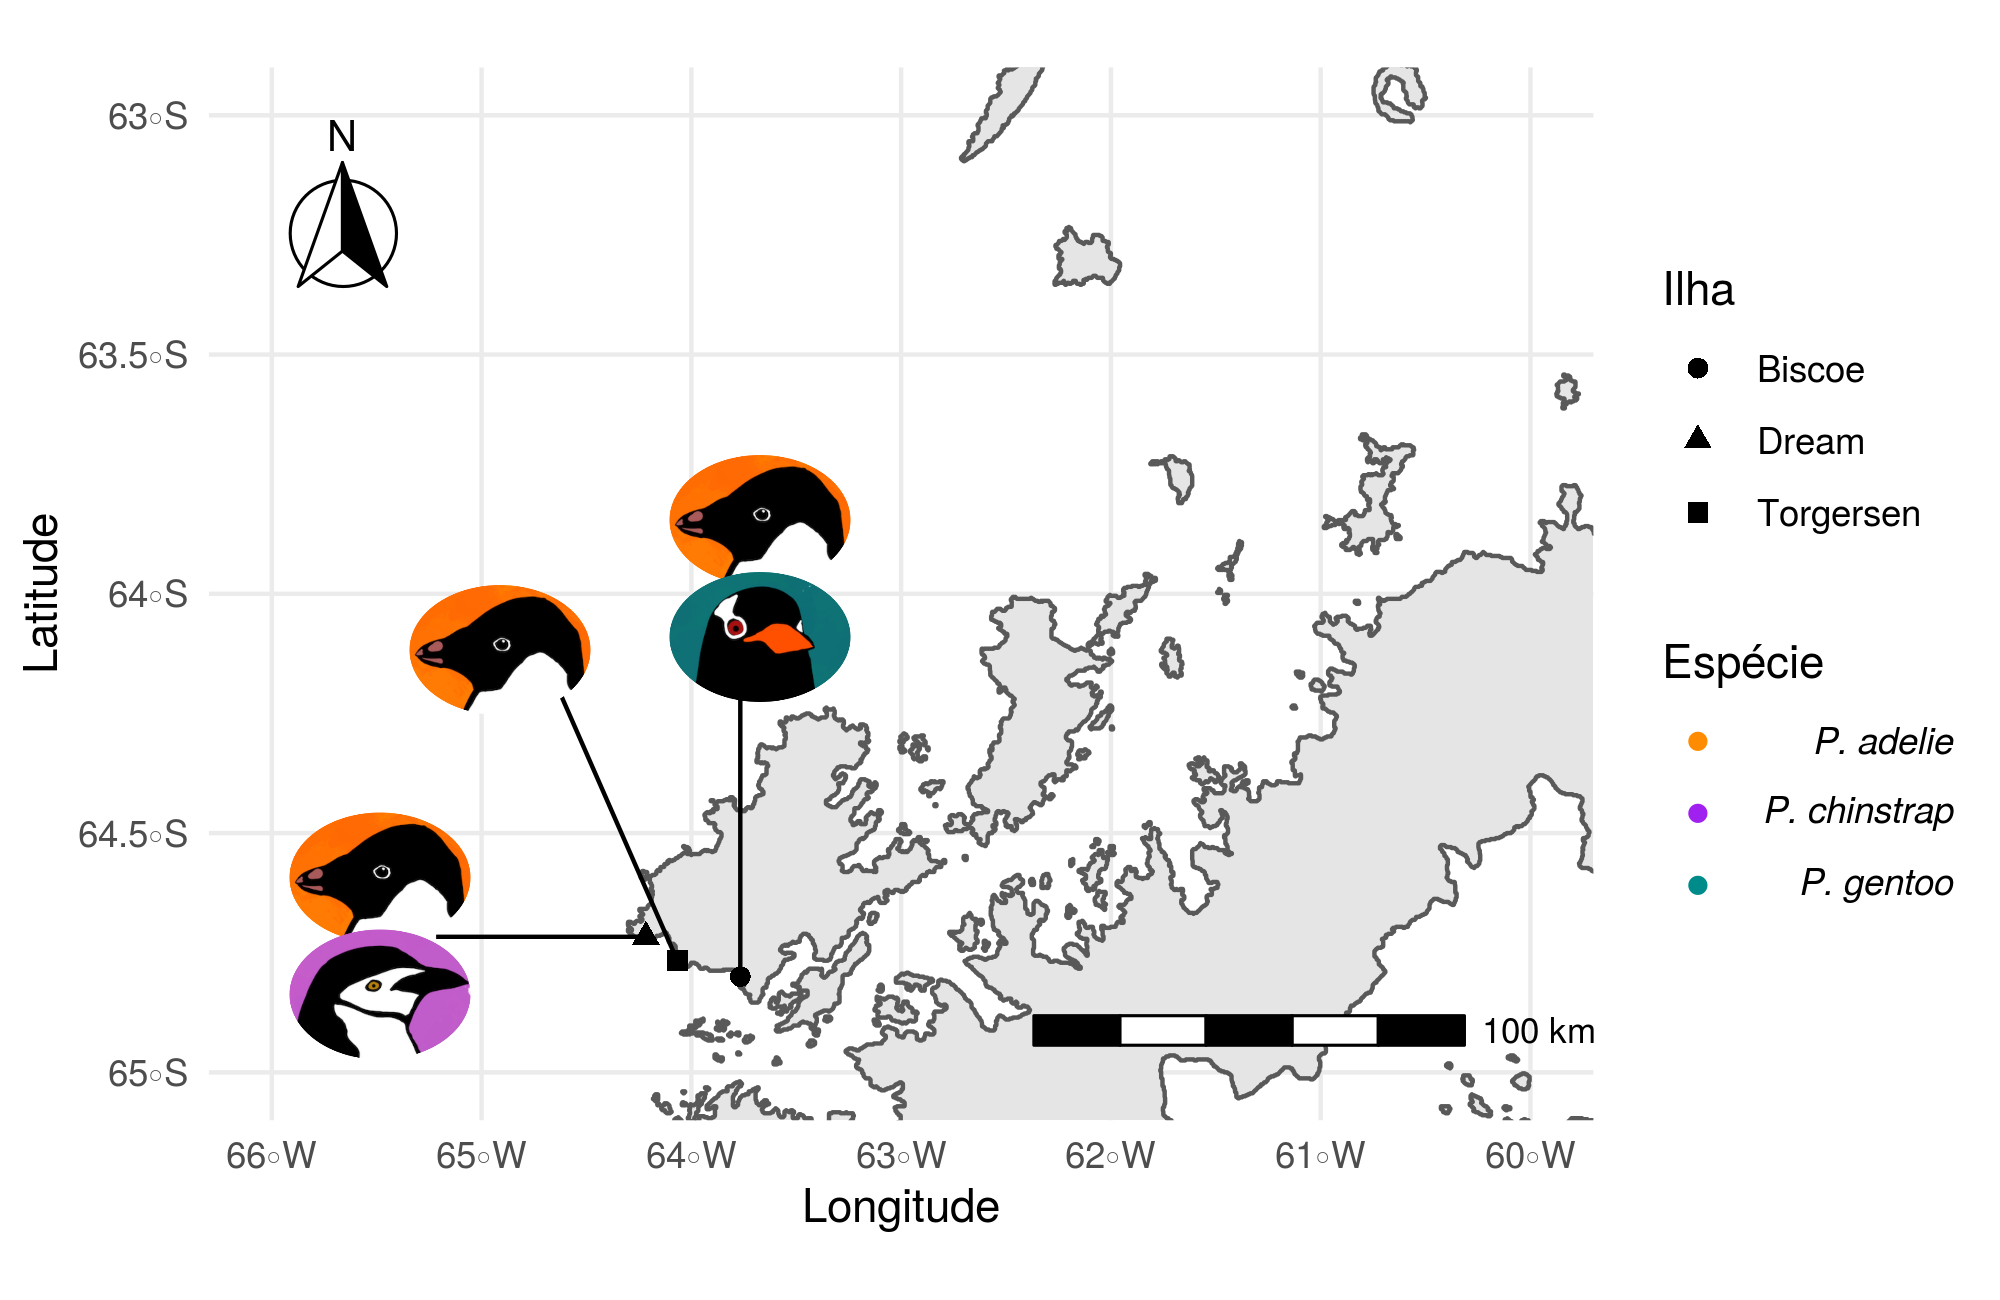 N
63◦S
63.5◦S
64◦S
64.5◦S
65◦S
Latitude
66◦W
65◦W
64◦W
63◦W
62◦W
61◦W
60◦W
Longitude
100 km
Ilha
Biscoe
Dream
Torgersen
Espécie
P. adelie
P. chinstrap
P. gentoo